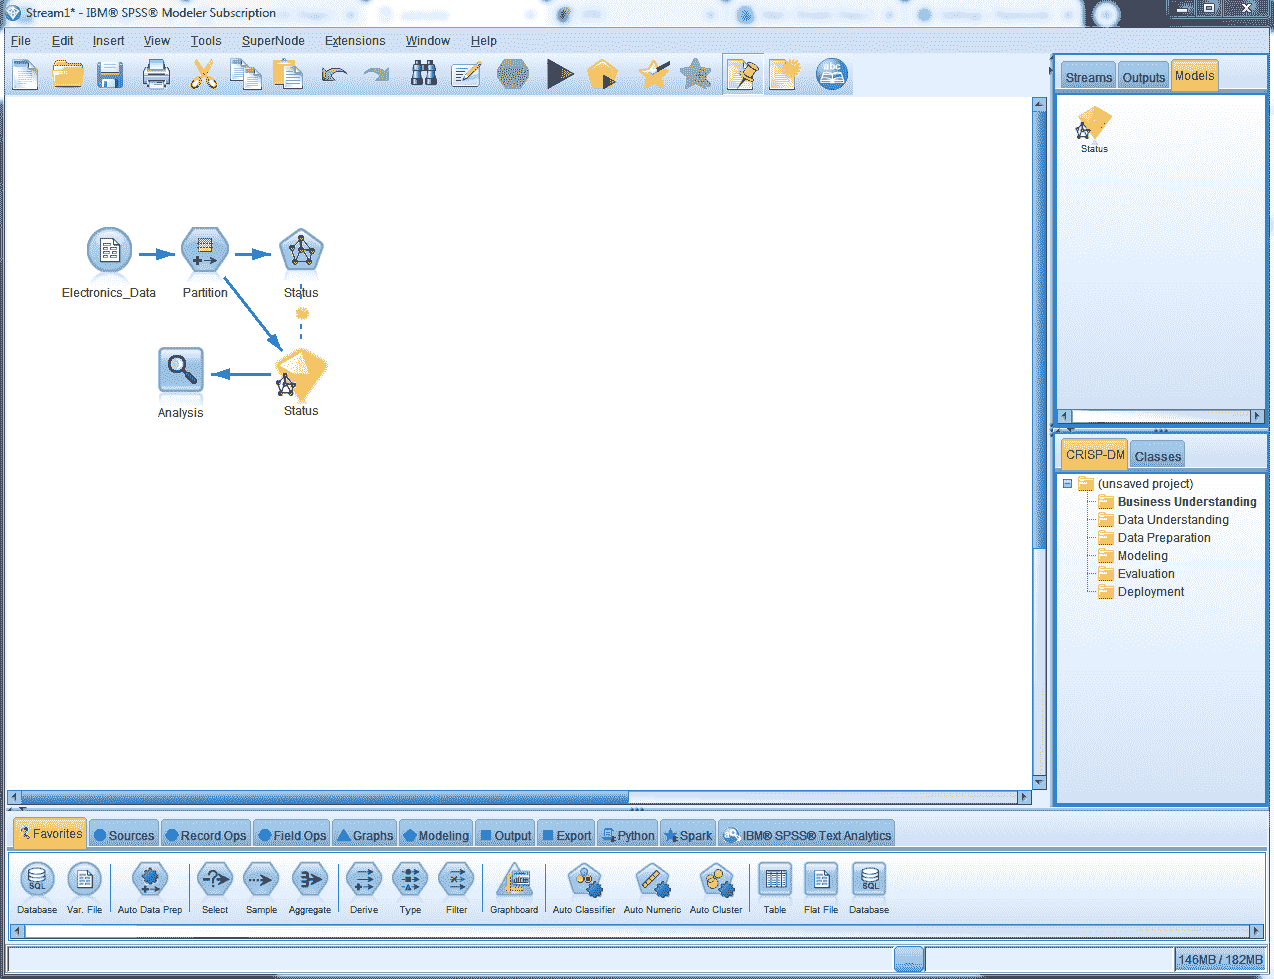 Stream1* - IBM® SPSS® Modeler Subscription
File Edit Insert View Tools SuperNode Extensions Window Help
abc
Streams Outputs Models
Status
Electronics_Data Partition Status
Analysis Status
CRISP-DM Classes
(unsaved project)
Business Understanding
Data Understanding
Data Preparation
Modeling
Evaluation
Deployment
Favorites Sources Record Ops Field Ops Graphs Modeling Output Export Python Spark IBM® SPSS® Text Analytics
SQL SQL
Database Var. File Auto Data Prep Select Sample Aggregate Derive Type Filter Graphboard Auto Classifier Auto Numeric Auto Cluster Table Flat File Database
...
146MB / 182MB